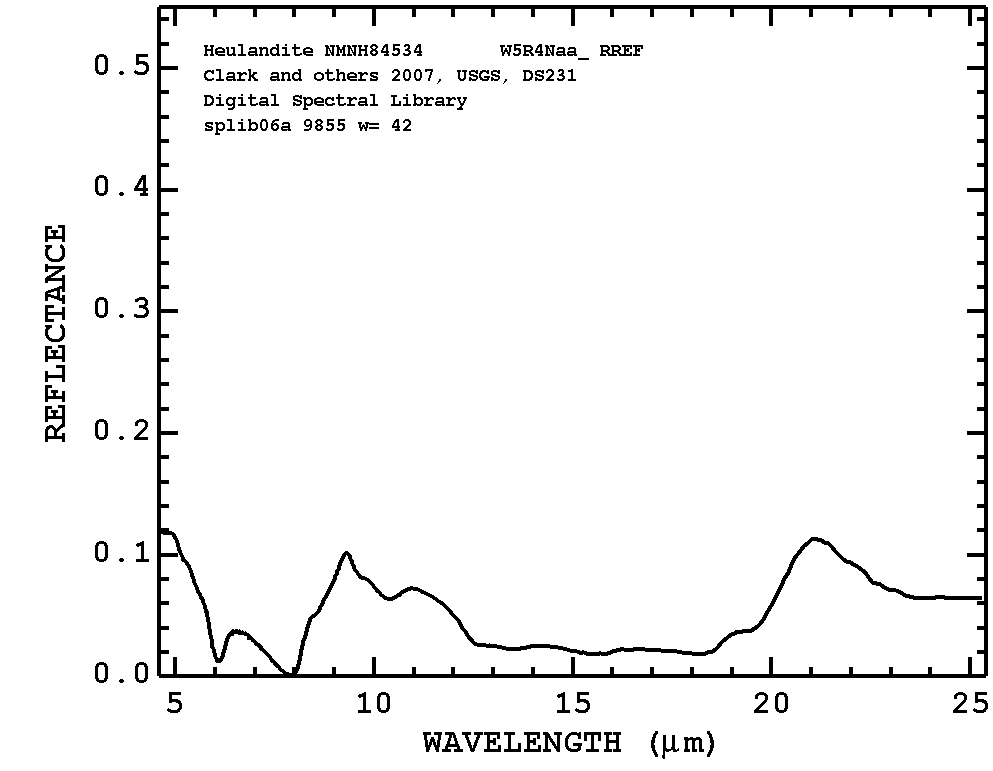 Heulandite NMNH84534 W5R4Naa_ RREF
Clark and others 2007, USGS, DS231
Digital Spectral Library
splib06a 9855 w= 42
0.5
0.4
0.3
0.2
0.1
0.0
REFLECTANCE
5 10 15 20 25
WAVELENGTH (μm)